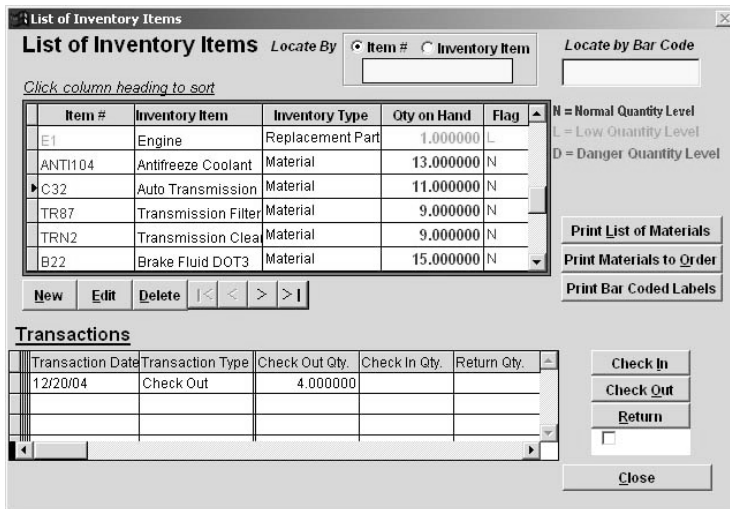 List of Inventory Items
List of Inventory Items Locate By Item # Inventory Item Locate by Bar Code
Click column heading to sort
Item # Inventory Item Inventory Type Qty on Hand Flag
E1 Engine Replacement Part 1.000000 L
ANTI104 Antifreeze Coolant Material 13.000000 N
C32 Auto Transmission Material 11.000000 N
TR87 Transmission Filter Material 9.000000 N
TRN2 Transmission Clea Material 9.000000 N
B22 Brake Fluid DOT3 Material 15.000000 N
N = Normal Quantity Level
L = Low Quantity Level
D = Danger Quantity Level
Print List of Materials
Print Materials to Order
Print Bar Coded Labels
New Edit Delete |< < > >|
Transactions
Transaction Date Transaction Type Check Out Qty. Check In Qty. Return Qty.
12/20/04 Check Out 4.000000
Check In
Check Out
Return
Close